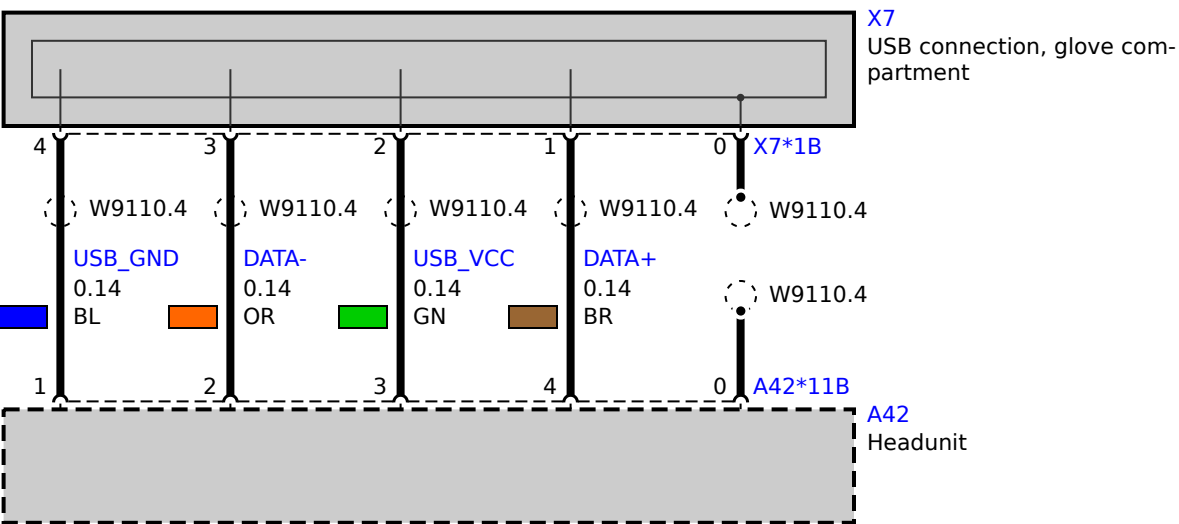 X7
USB connection, glove com-
partment
4 3 2 1 0 X7*1B
W9110.4 W9110.4 W9110.4 W9110.4 W9110.4
USB_GND DATA- USB_VCC DATA+
0.14 0.14 0.14 0.14
W9110.4
BL OR GN BR
1 2 3 4 0 A42*11B
A42
Headunit